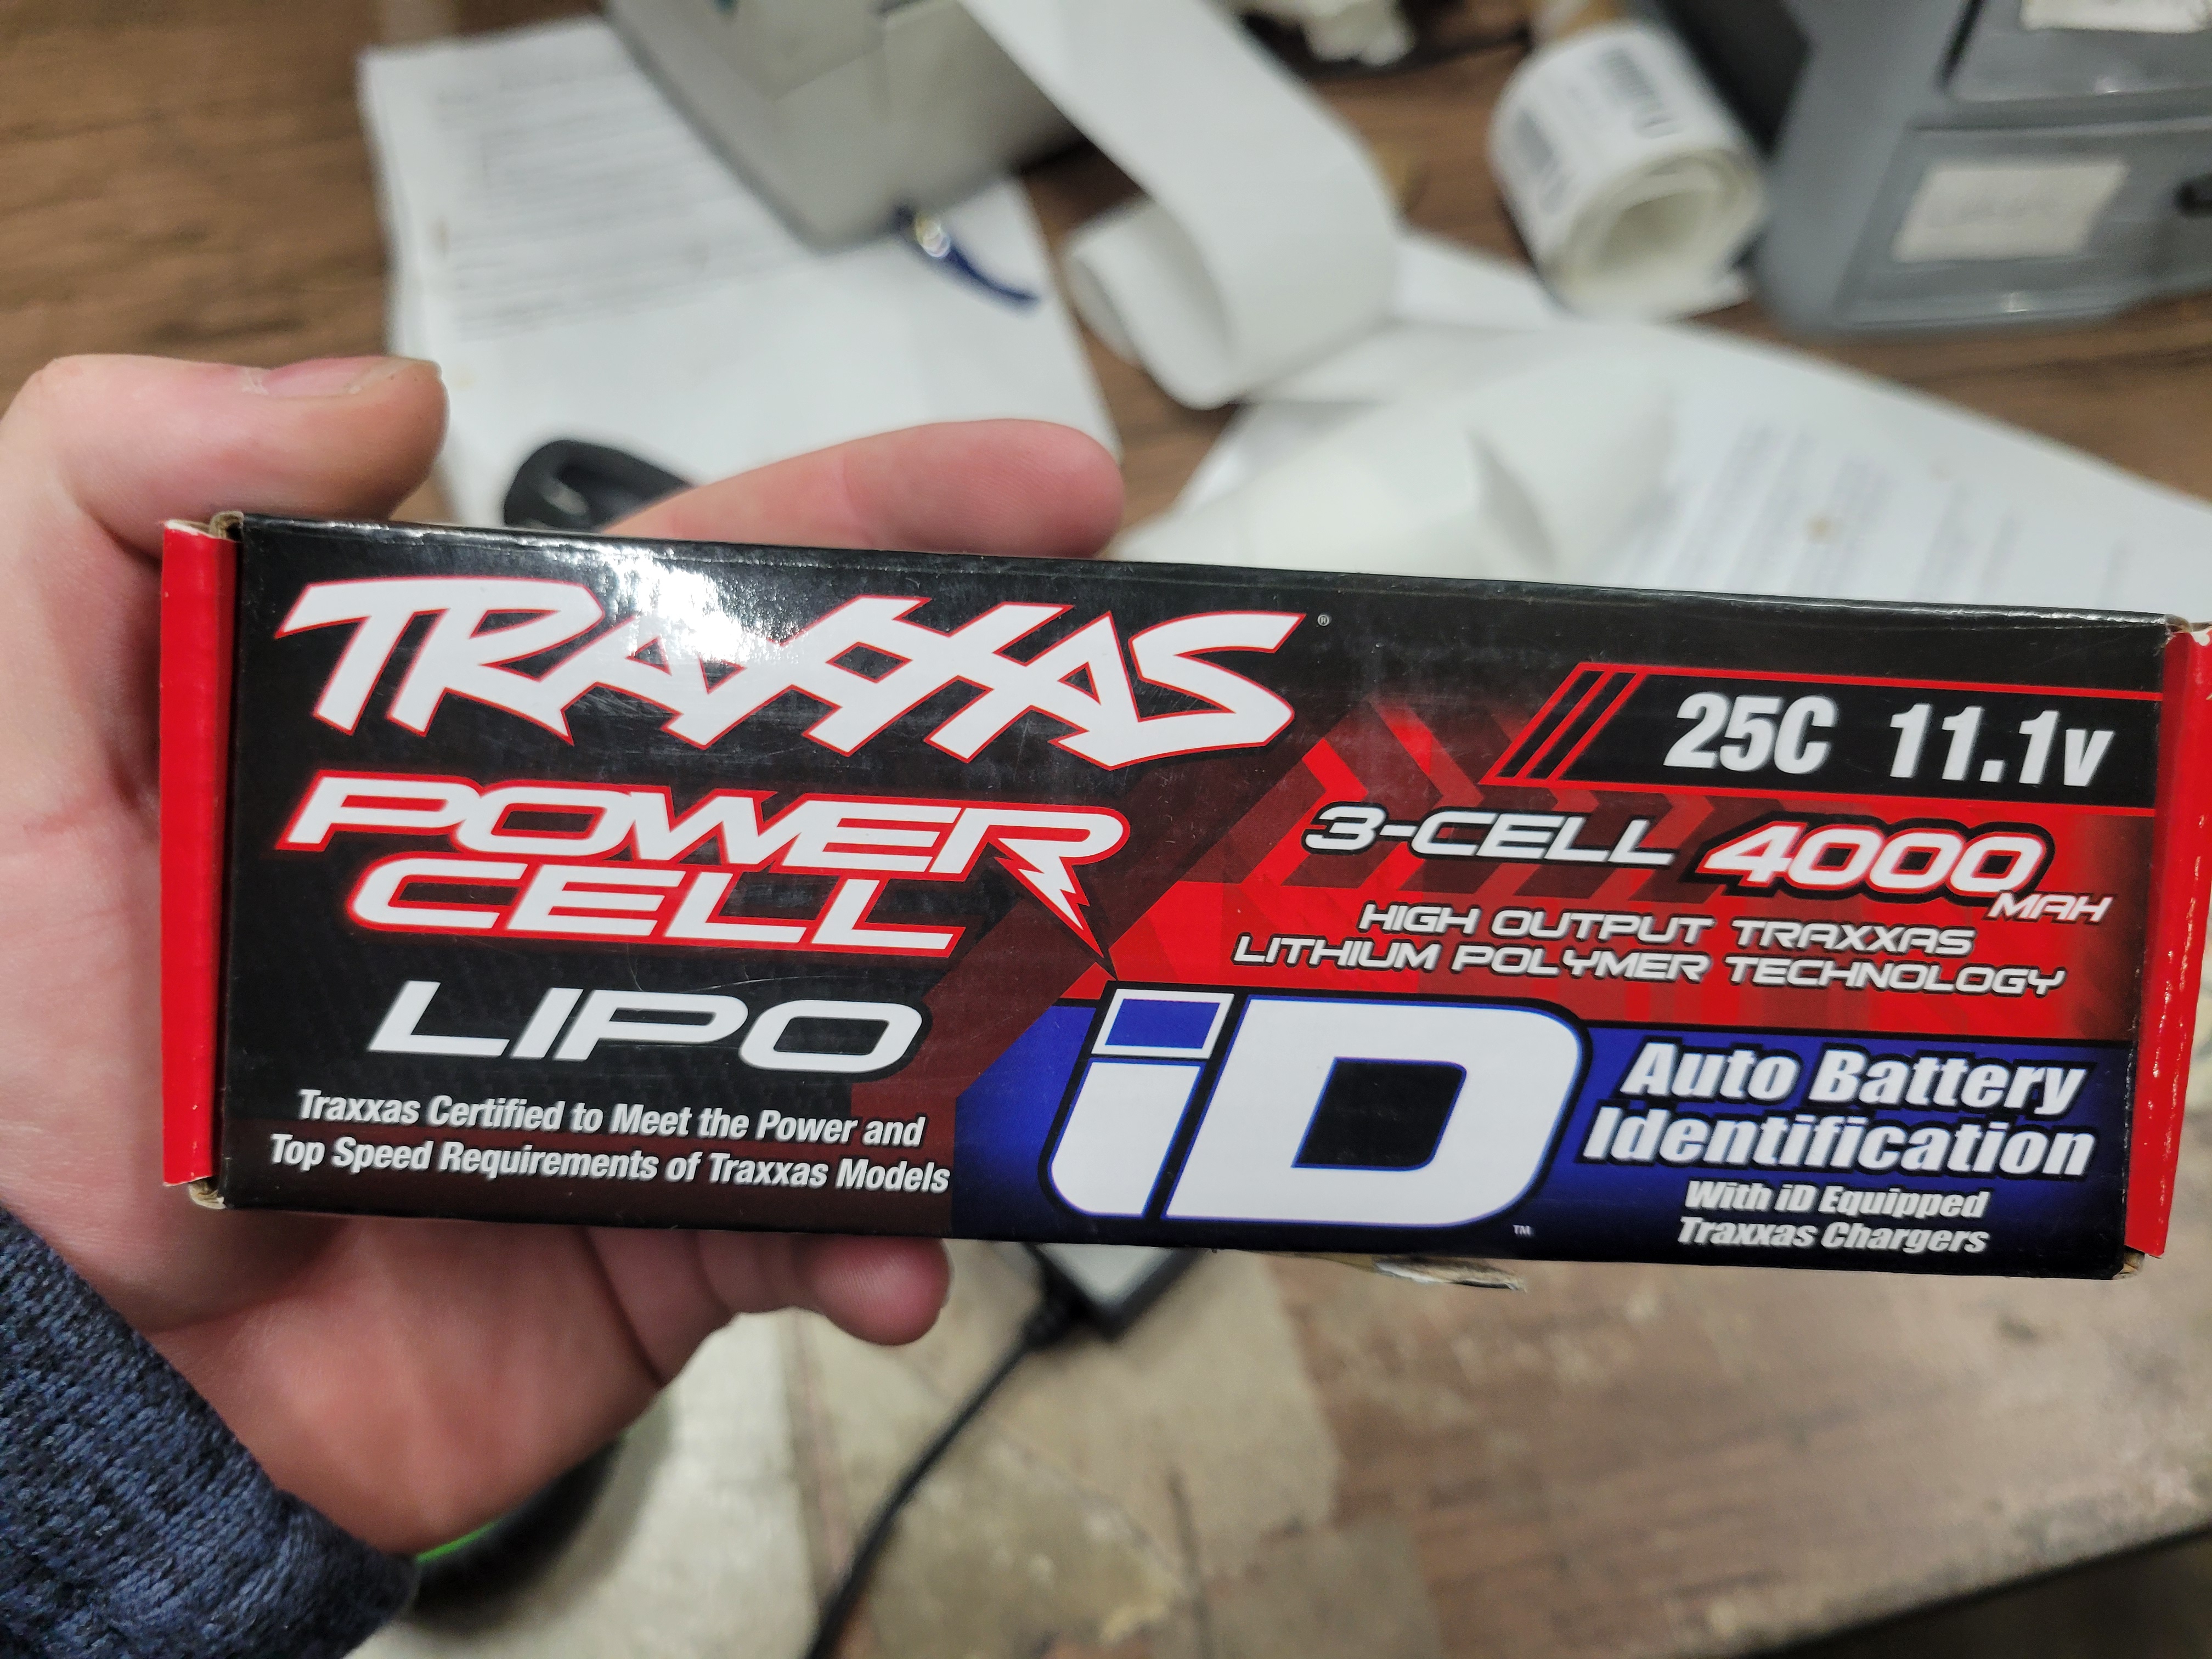 TRAXXAS®
POWER
CELL
LIPO
Traxxas Certified to Meet the Power and
Top Speed Requirements of Traxxas Models
25C 11.1v
3-CELL 4000
MAH
HIGH OUTPUT TRAXXAS
LITHIUM POLYMER TECHNOLOGY
iD™
Auto Battery
Identification
With iD Equipped
Traxxas Chargers